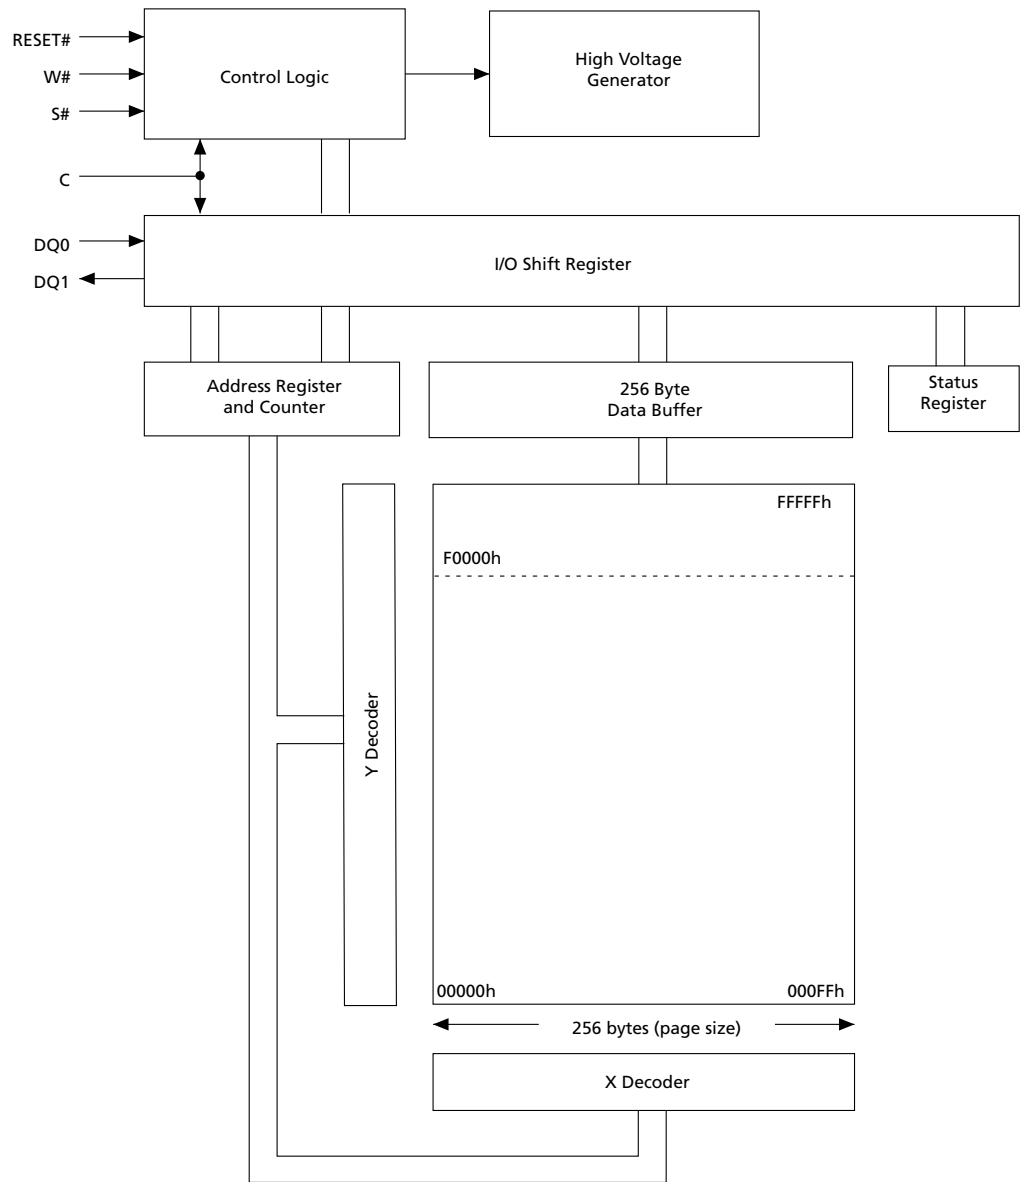 RESET#
W#
S#
Control Logic
High Voltage
Generator
C
DQ0
DQ1
I/O Shift Register
Address Register
and Counter
256 Byte
Data Buffer
Status
Register
FFFFFh
F0000h
Y Decoder
00000h
000FFh
256 bytes (page size)
X Decoder